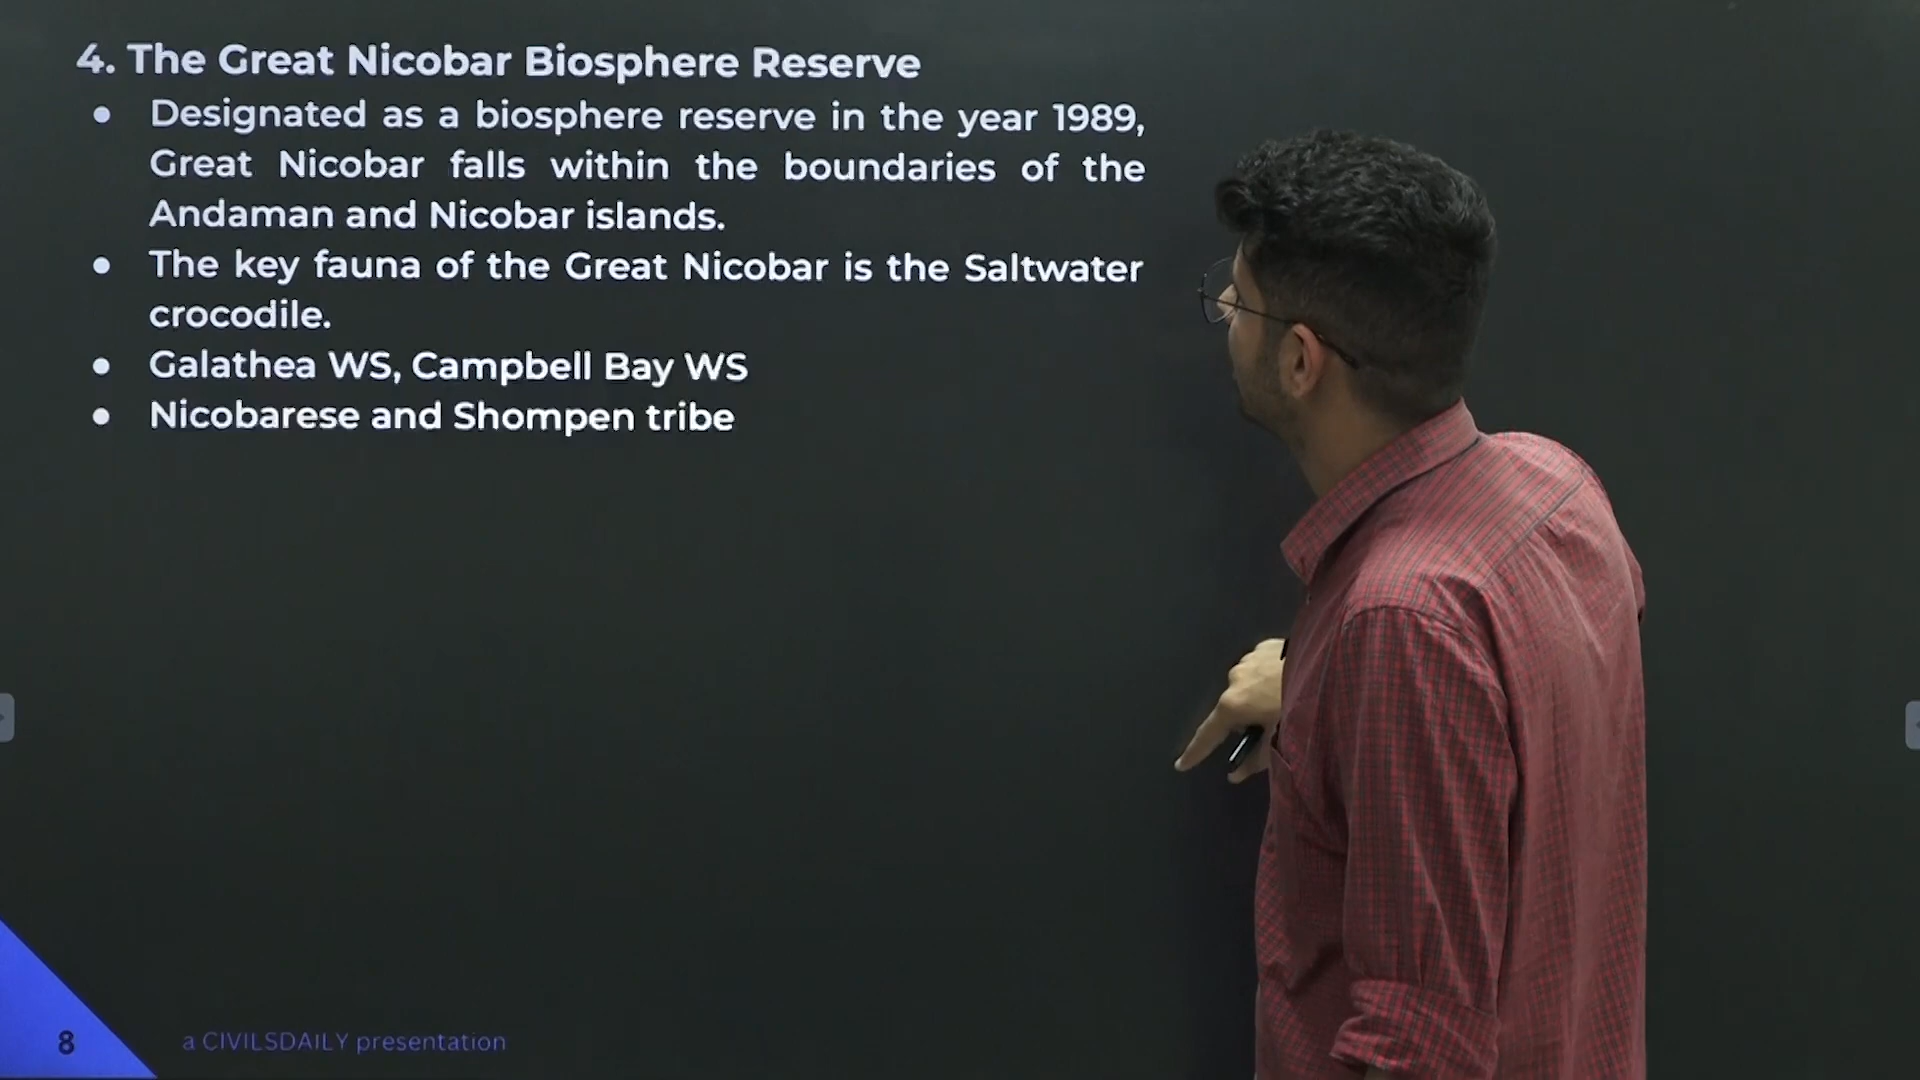 4. The Great Nicobar Biosphere Reserve
● Designated as a biosphere reserve in the year 1989,
Great Nicobar falls within the boundaries of the
Andaman and Nicobar islands.
● The key fauna of the Great Nicobar is the Saltwater
crocodile.
● Galathea WS, Campbell Bay WS
● Nicobarese and Shompen tribe
8
a CIVILSDAILY presentation